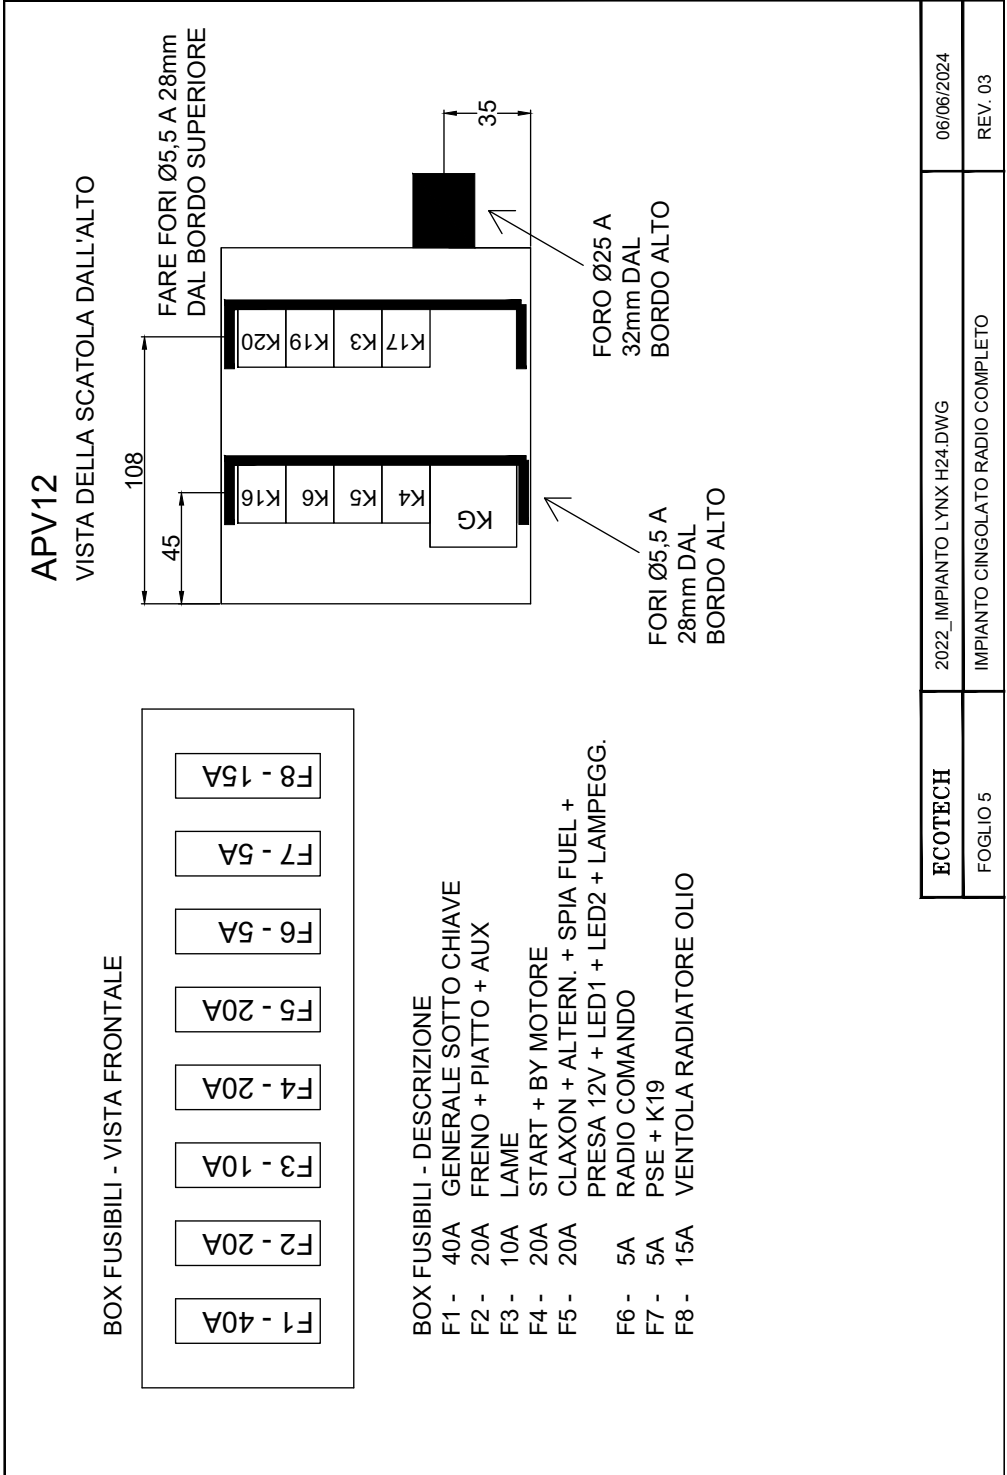 APV12
VISTA DELLA SCATOLA DALL'ALTO
BOX FUSIBILI - VISTA FRONTALE
F1 - 40A
F2 - 20A
F3 - 10A
F4 - 20A
F5 - 20A
F6 - 5A
F7 - 5A
F8 - 15A
BOX FUSIBILI - DESCRIZIONE
F1 - 40A GENERALE SOTTO CHIAVE
F2 - 20A FRENO + PIATTO + AUX
F3 - 10A LAME
F4 - 20A START + BY MOTORE
F5 - 20A CLAXON + ALTERN. + SPIA FUEL +
PRESA 12V + LED1 + LED2 + LAMPEGG.
F6 - 5A RADIO COMANDO
F7 - 5A PSE + K19
F8 - 15A VENTOLA RADIATORE OLIO
108
45
FARE FORI Ø5,5 A 28mm
DAL BORDO SUPERIORE
K16
K6
K5
K4
KG
K20
K19
K3
K17
35
FORI Ø5,5 A
28mm DAL
BORDO ALTO
FORO Ø25 A
32mm DAL
BORDO ALTO
ECOTECH
2022_IMPIANTO LYNX H24.DWG
06/06/2024
FOGLIO 5
IMPIANTO CINGOLATO RADIO COMPLETO
REV. 03